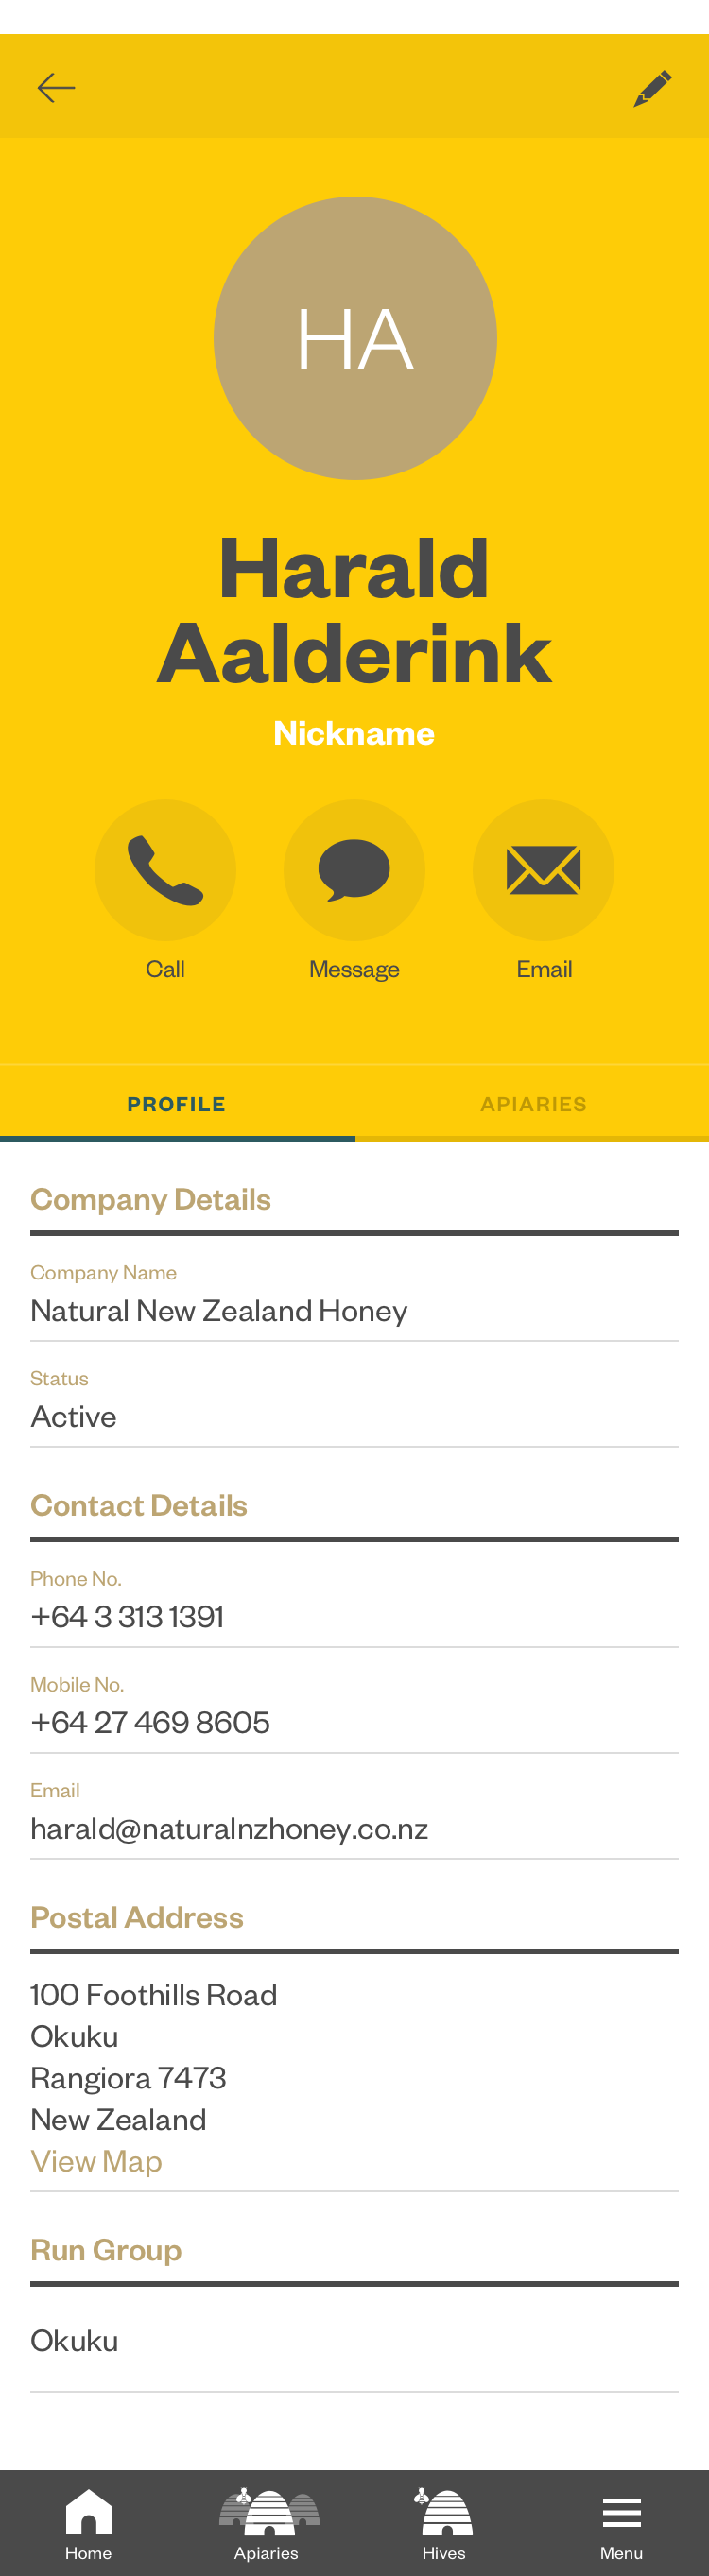 HA
Harald
Aalderink
Nickname
Call Message Email
PROFILE APIARIES
Company Details
Company Name
Natural New Zealand Honey
Status
Active
Contact Details
Phone No.
+64 3 313 1391
Mobile No.
+64 27 469 8605
Email
harald@naturalnzhoney.co.nz
Postal Address
100 Foothills Road
Okuku
Rangiora 7473
New Zealand
View Map
Run Group
Okuku
Home Apiaries Hives Menu